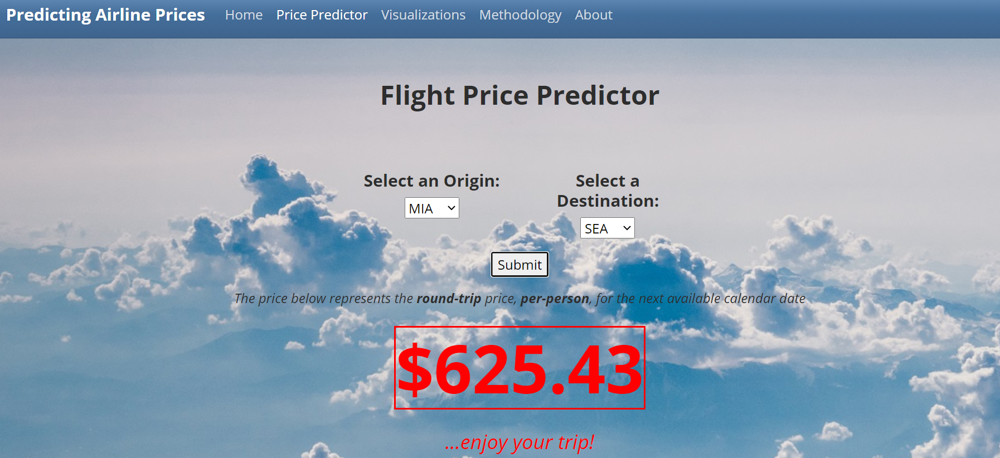 Predicting Airline Prices Home Price Predictor Visualizations Methodology About
Flight Price Predictor
Select an Origin:
MIA
Select a
Destination:
SEA
Submit
The price below represents the round-trip price, per-person, for the next available calendar date
$625.43
...enjoy your trip!